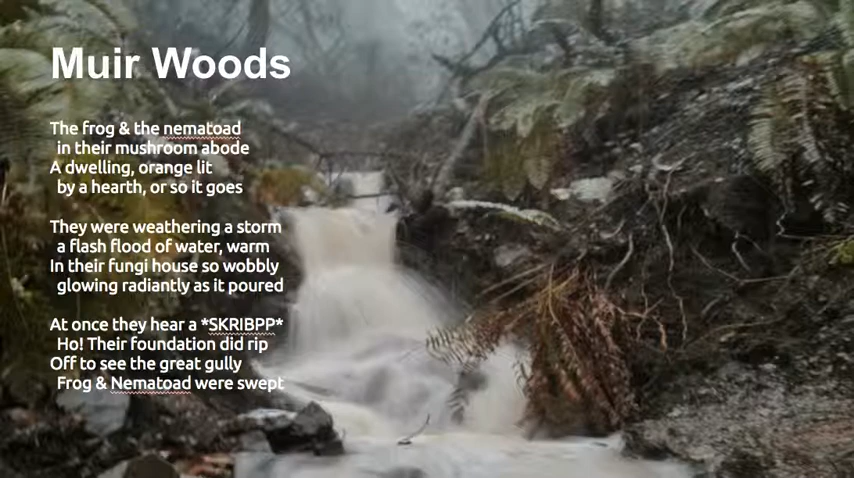 Muir Woods
The frog & the nematoad
in their mushroom abode
A dwelling, orange lit
by a hearth, or so it goes
They were weathering a storm
a flash flood of water, warm
In their fungi house so wobbly
glowing radiantly as it poured
At once they hear a *SKRIBPP*
Ho! Their foundation did rip
Off to see the great gully
Frog & Nematoad were swept